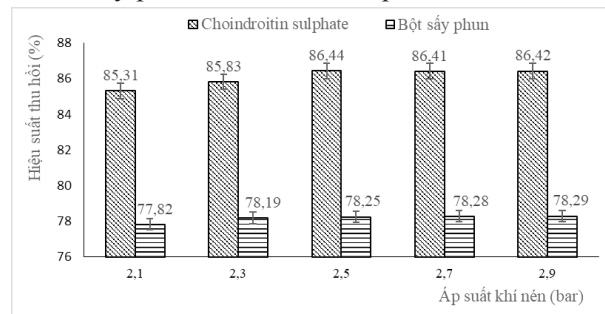 Choindroitin sulphate Bột sấy phun
Hiệu suất thu hồi (%)
88
86
84
82
80
78
76
85,31 85,83 86,44 86,41 86,42
77,82 78,19 78,25 78,28 78,29
2,1 2,3 2,5 2,7 2,9
Áp suất khí nén (bar)